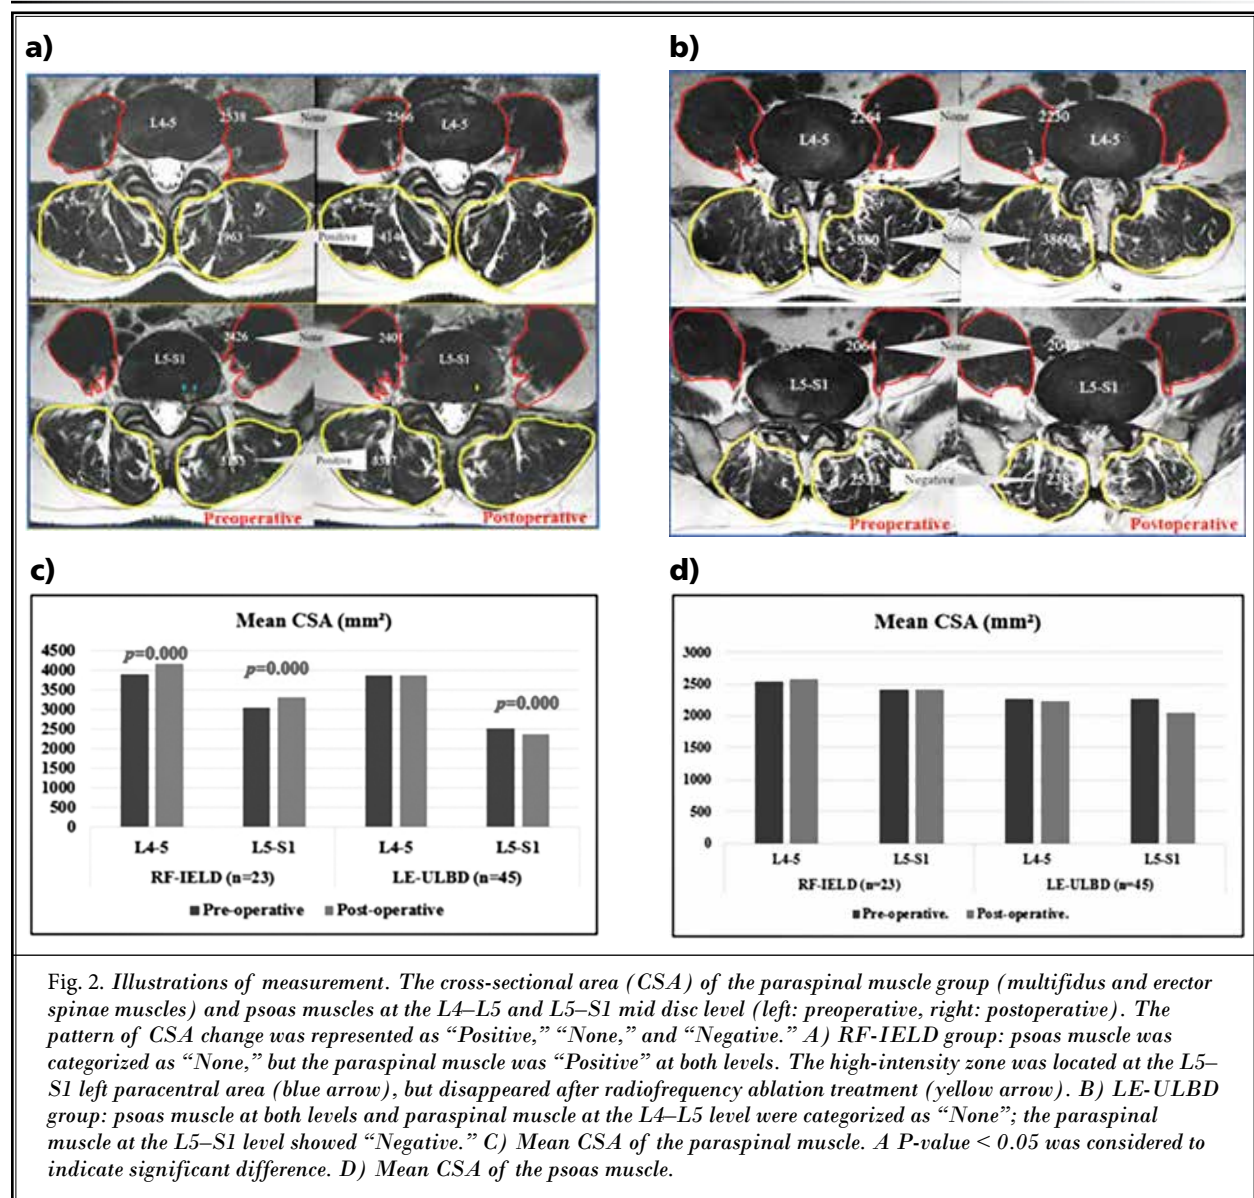 a)
L4-5
2538
None
2566
L4-5
Positive
L5-S1
2426
None
2401
Positive
Preoperative
Postoperative
b)
L4-5
2264
None
2230
L4-5
3880
None
3860
L5-S1
2064
None
L5-S1
2523
Negative
Preoperative
Postoperative
c)
Mean CSA (mm²)
4500
4000
3500
3000
2500
2000
1500
1000
500
0
p=0.000
p=0.000
p=0.000
L4-5 L5-S1 L4-5 L5-S1
RF-IELD (n=23) LE-ULBD (n=45)
Pre-operative Post-operative
d)
Mean CSA (mm²)
3000
2500
2000
1500
1000
500
0
L4-5 L5-S1 L4-5 L5-S1
RF-IELD (n=23) LE-ULBD (n=45)
Pre-operative. Post-operative.
Fig. 2. Illustrations of measurement. The cross-sectional area (CSA) of the paraspinal muscle group (multifidus and erector
spinae muscles) and psoas muscles at the L4–L5 and L5–S1 mid disc level (left: preoperative, right: postoperative). The
pattern of CSA change was represented as “Positive,” “None,” and “Negative.” A) RF-IELD group: psoas muscle was
categorized as “None,” but the paraspinal muscle was “Positive” at both levels. The high-intensity zone was located at the L5–
S1 left paracentral area (blue arrow), but disappeared after radiofrequency ablation treatment (yellow arrow). B) LE-ULBD
group: psoas muscle at both levels and paraspinal muscle at the L4–L5 level were categorized as “None”; the paraspinal
muscle at the L5–S1 level showed “Negative.” C) Mean CSA of the paraspinal muscle. A P-value < 0.05 was considered to
indicate significant difference. D) Mean CSA of the psoas muscle.